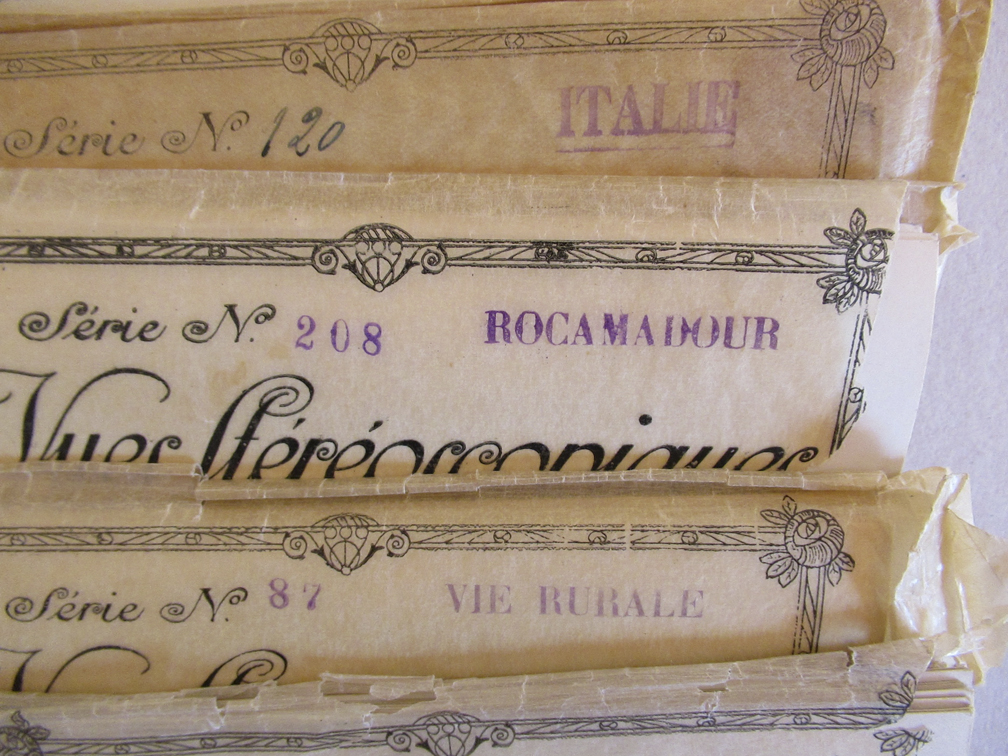 Série N.° 120 ITALIE
Série N.° 208 ROCAMADOUR
Vues Stéréoscopiques
Série N.° 87 VIE RURALE